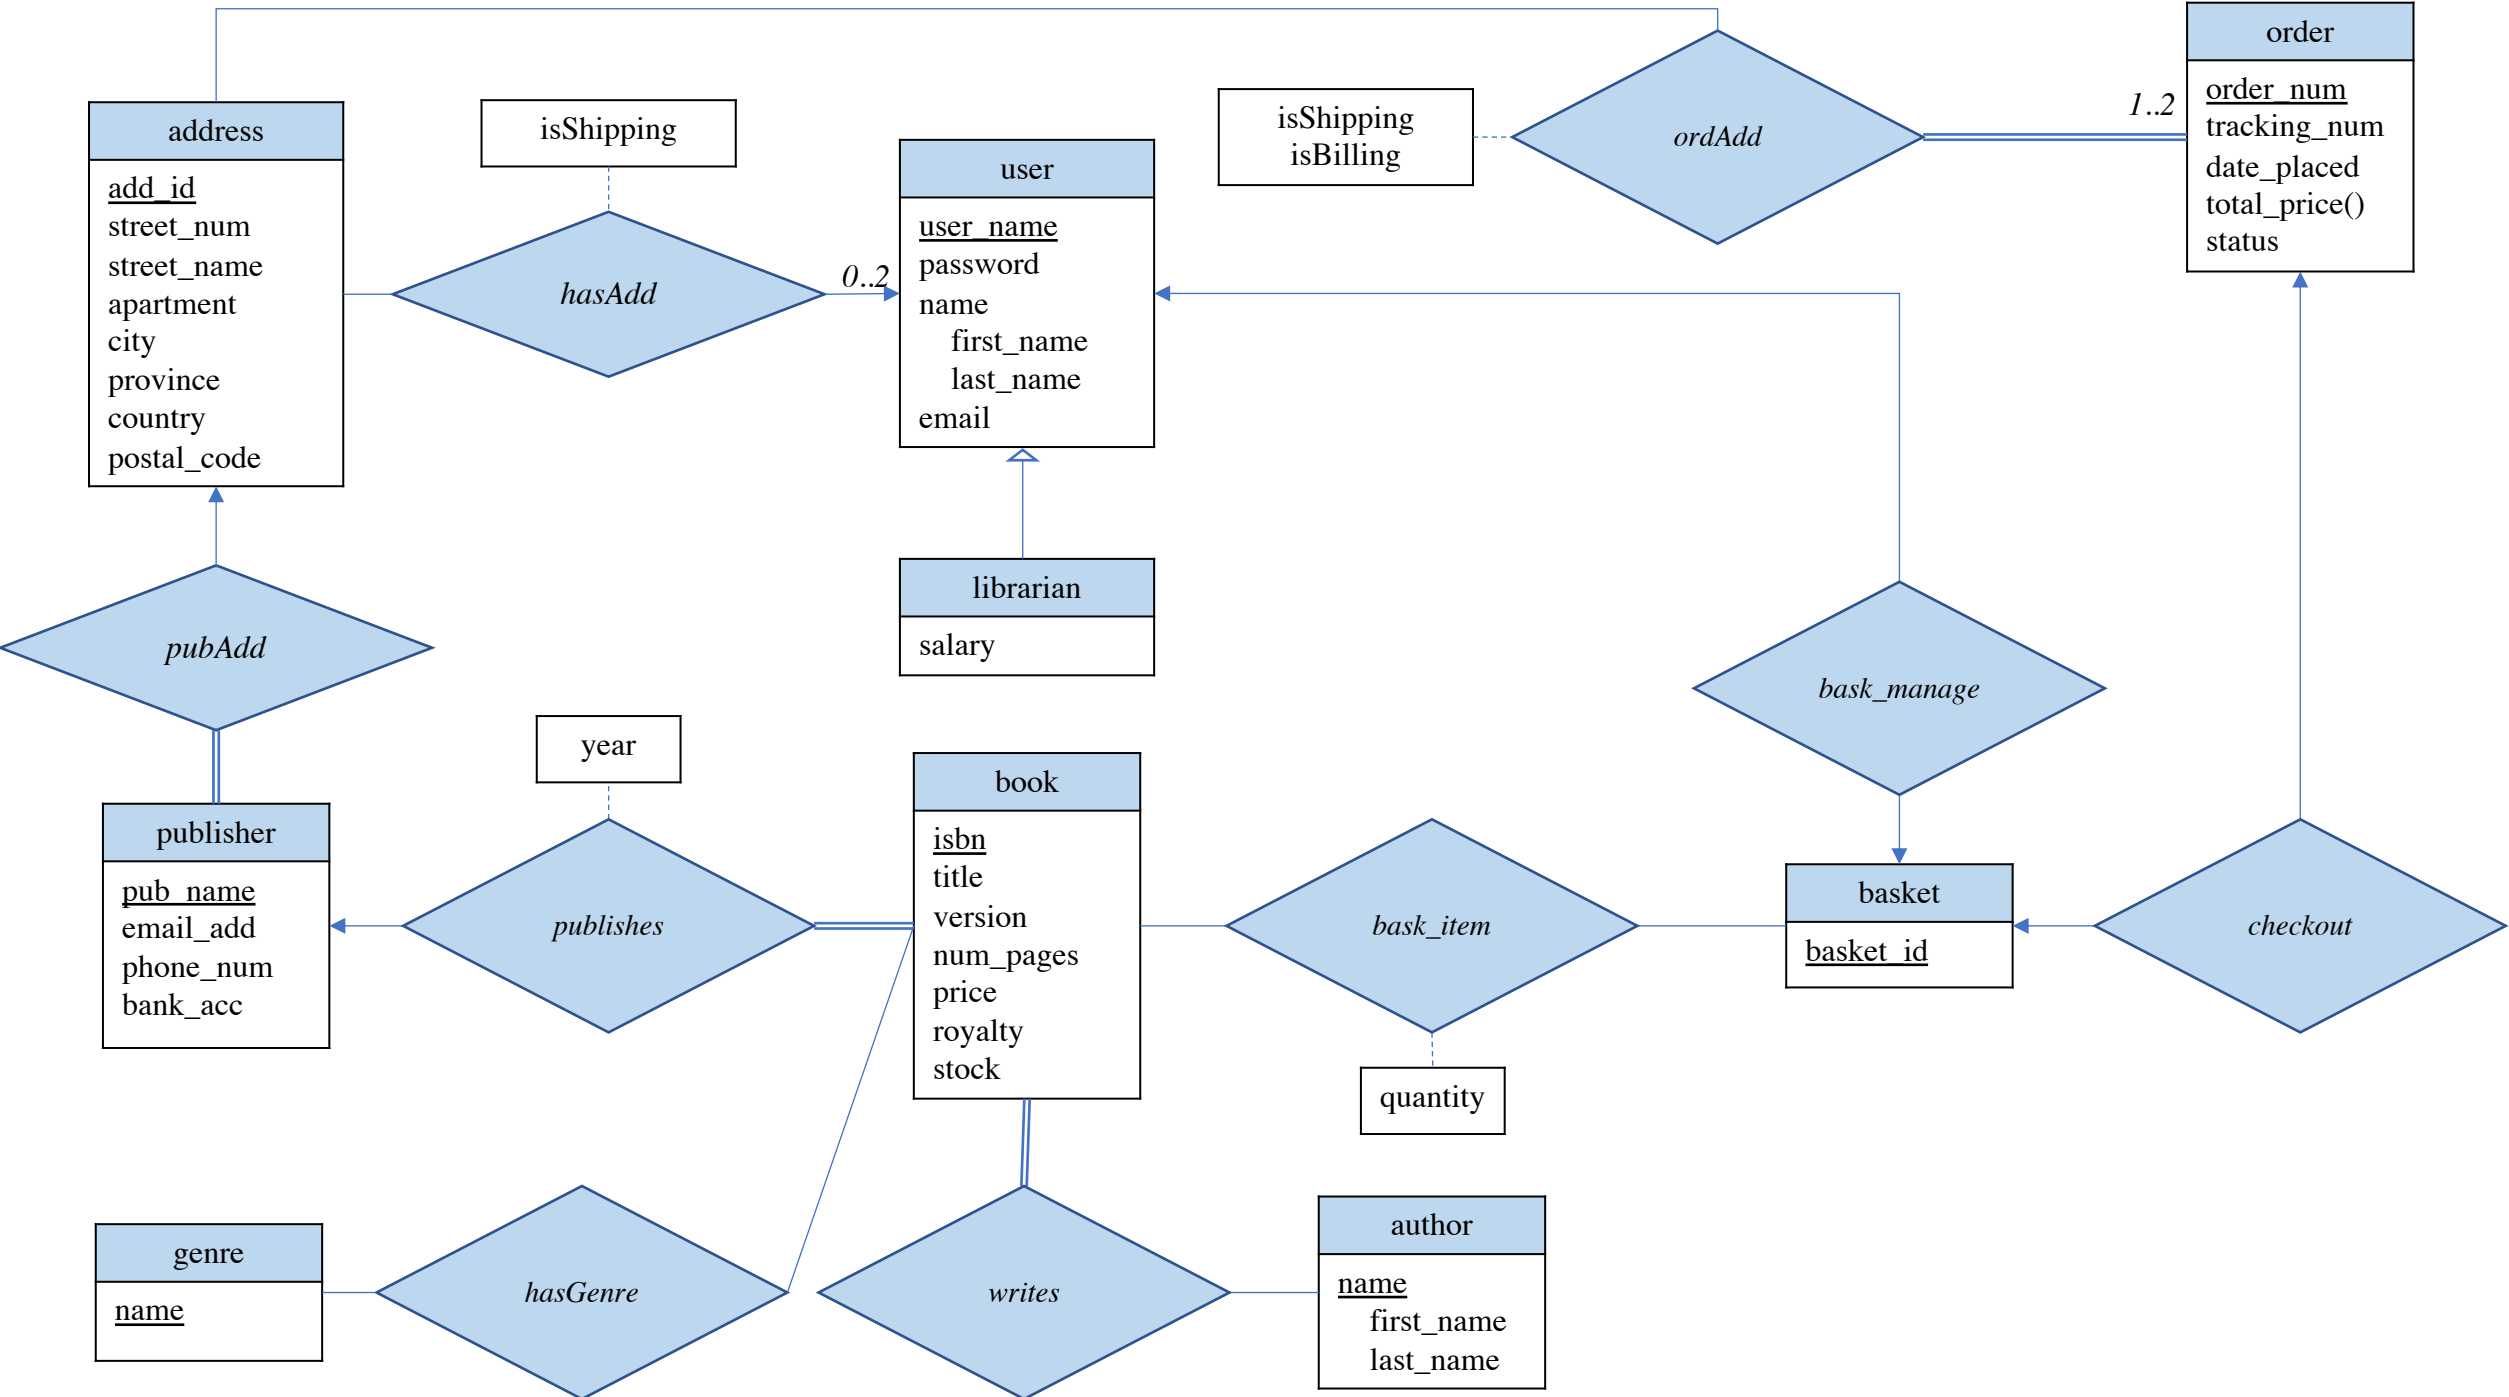 order
order_num
tracking_num
date_placed
total_price()
status
1..2
ordAdd
isShipping
isBilling
address
add_id
street_num
street_name
apartment
city
province
country
postal_code
isShipping
hasAdd
0..2
user
user_name
password
name
first_name
last_name
email
librarian
salary
pubAdd
bask_manage
publisher
pub_name
email_add
phone_num
bank_acc
year
publishes
book
isbn
title
version
num_pages
price
royalty
stock
bask_item
quantity
basket
basket_id
checkout
genre
name
hasGenre
writes
author
name
first_name
last_name